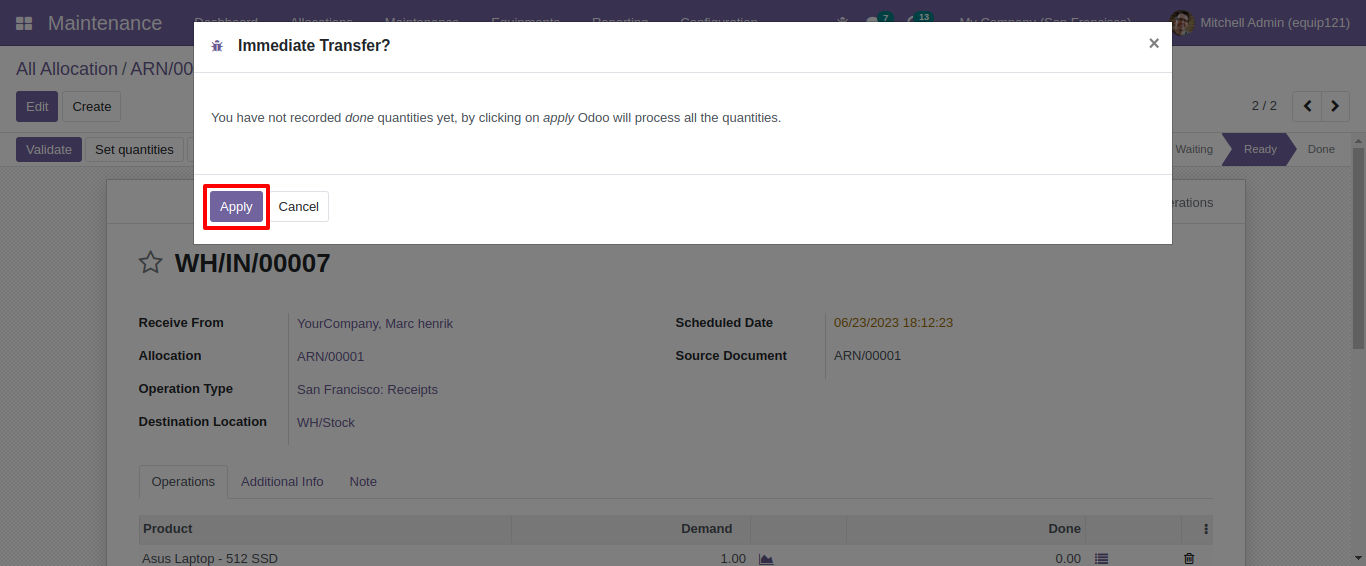 Maintenance
Dashboard Allocations Maintenance Equipments Reporting Configuration 7 13 My Company (San Francisco) Mitchell Admin (equip121)
Immediate Transfer? ×
All Allocation / ARN/00
Edit Create 2 / 2
You have not recorded done quantities yet, by clicking on apply Odoo will process all the quantities.
Validate Set quantities Waiting Ready Done
Apply Cancel
WH/IN/00007
Receive From YourCompany, Marc henrik Scheduled Date 06/23/2023 18:12:23
Allocation ARN/00001 Source Document ARN/00001
Operation Type San Francisco: Receipts
Destination Location WH/Stock
Operations Additional Info Note
Product Demand Done
Asus Laptop - 512 SSD 1.00 0.00